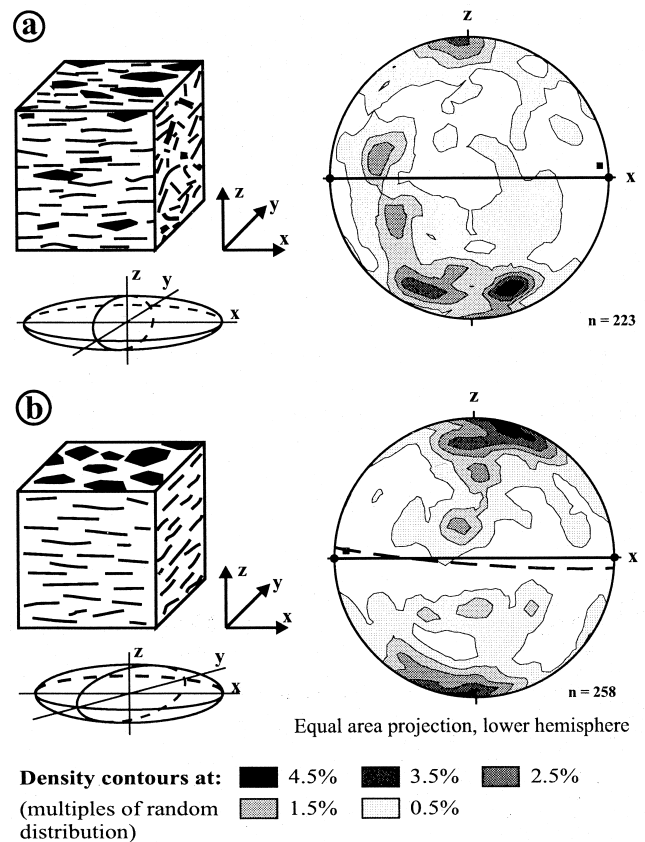 a
z
x
z
y
x
z
y
x
n = 223
b
z
x
z
y
x
z
y
x
n = 258
Equal area projection, lower hemisphere
Density contours at: 4.5% 3.5% 2.5%
(multiples of random 1.5% 0.5%
distribution)